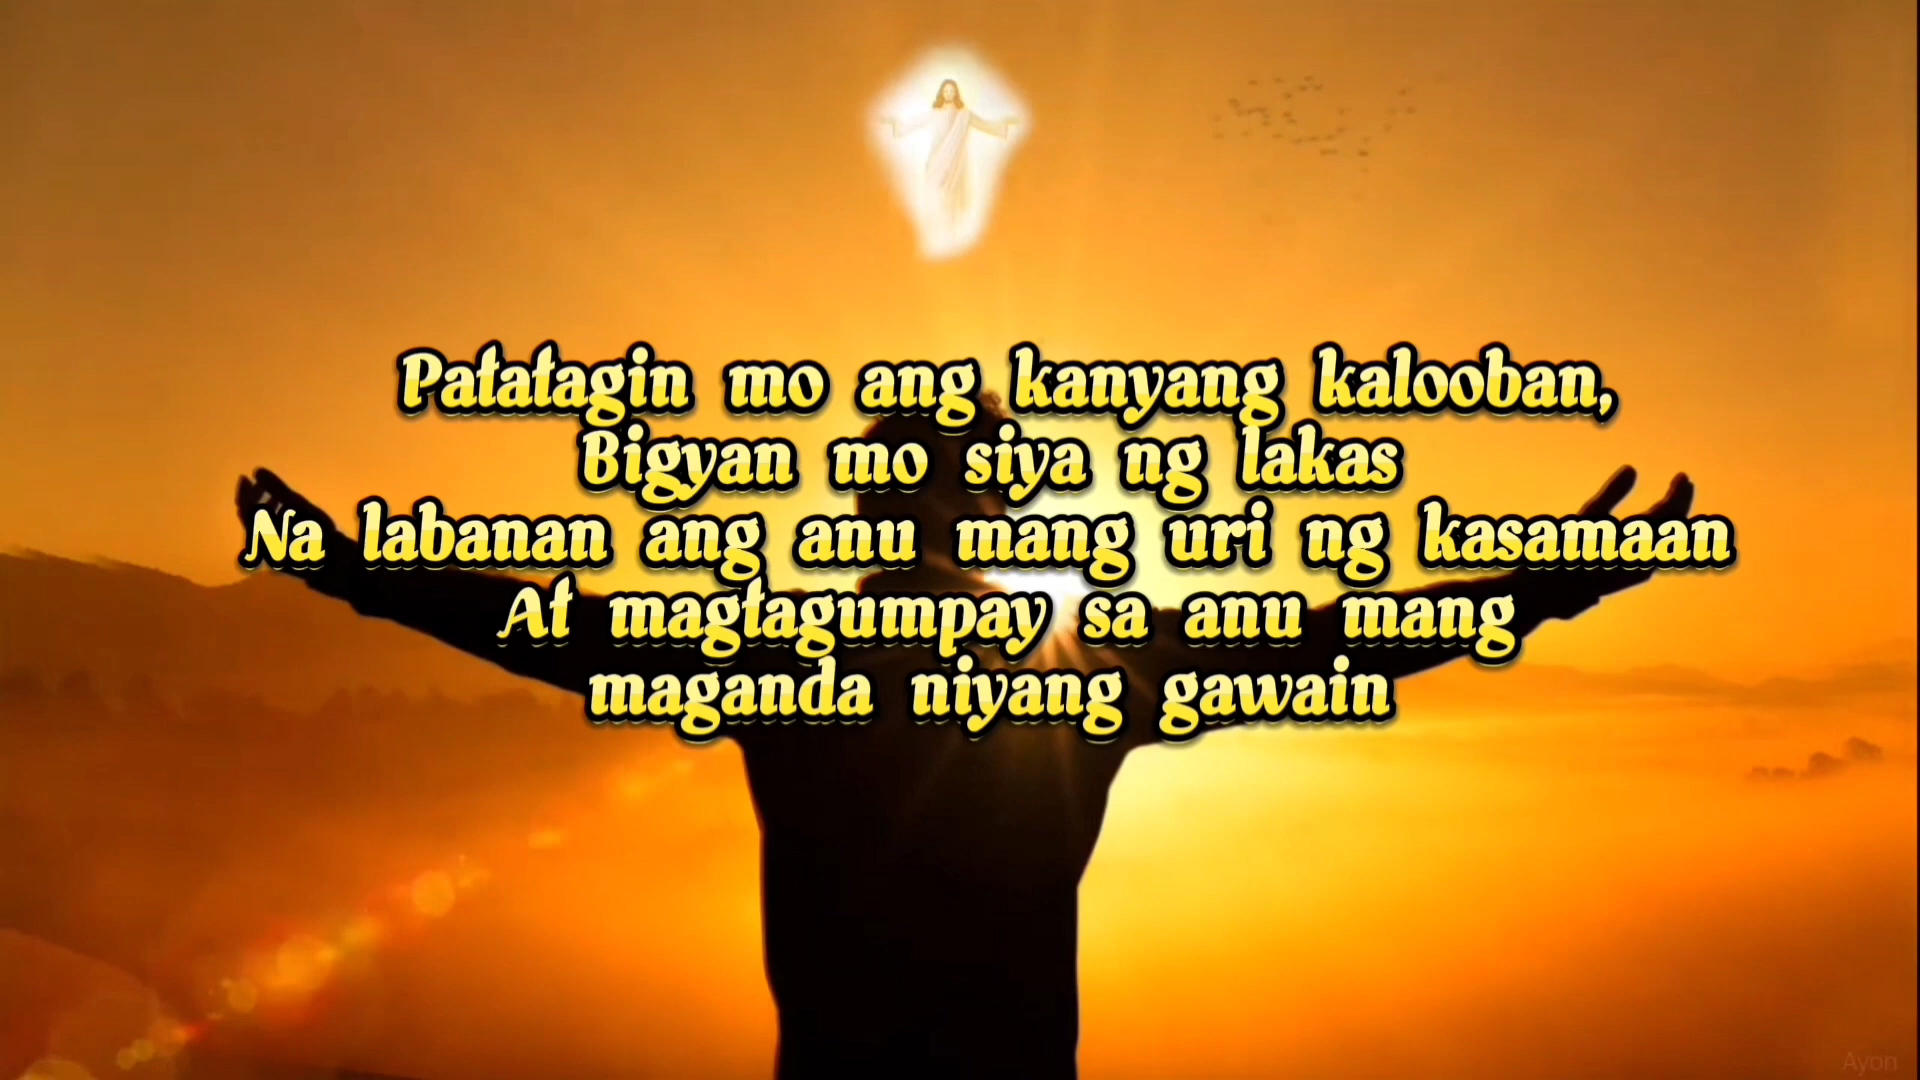 Patatagin mo ang kanyang kalooban,
Bigyan mo siya ng lakas
Na labanan ang anu mang uri ng kasamaan
At magtagumpay sa anu mang
maganda niyang gawain
Ayon